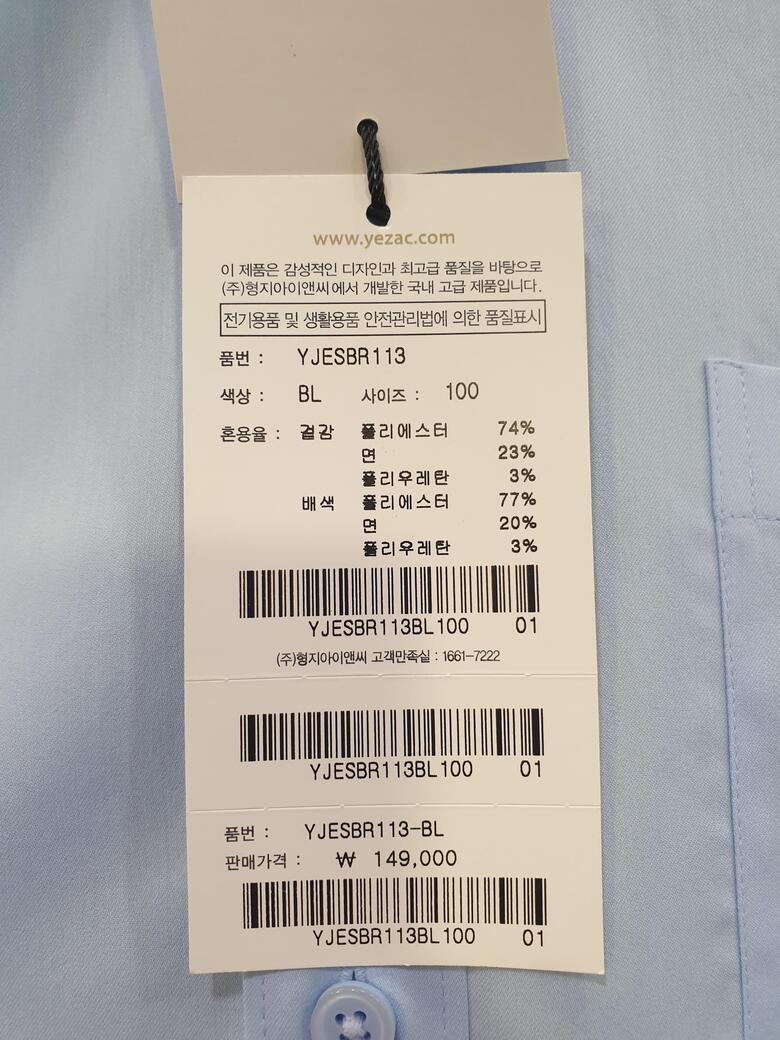 www.yezac.com
이 제품은 감성적인 디자인과 최고급 품질을 바탕으로
(주)형지아이앤씨에서 개발한 국내 고급 제품입니다.
전기용품 및 생활용품 안전관리법에 의한 품질표시
품번 : YJESBR113
색상 : BL 사이즈 : 100
혼용율 : 겉감 폴리에스터 74%
면 23%
폴리우레탄 3%
배색 폴리에스터 77%
면 20%
폴리우레탄 3%
YJESBR113BL100 01
(주)형지아이앤씨 고객만족실 : 1661-7222
YJESBR113BL100 01
품번 : YJESBR113-BL
판매가격 : ₩ 149,000
YJESBR113BL100 01